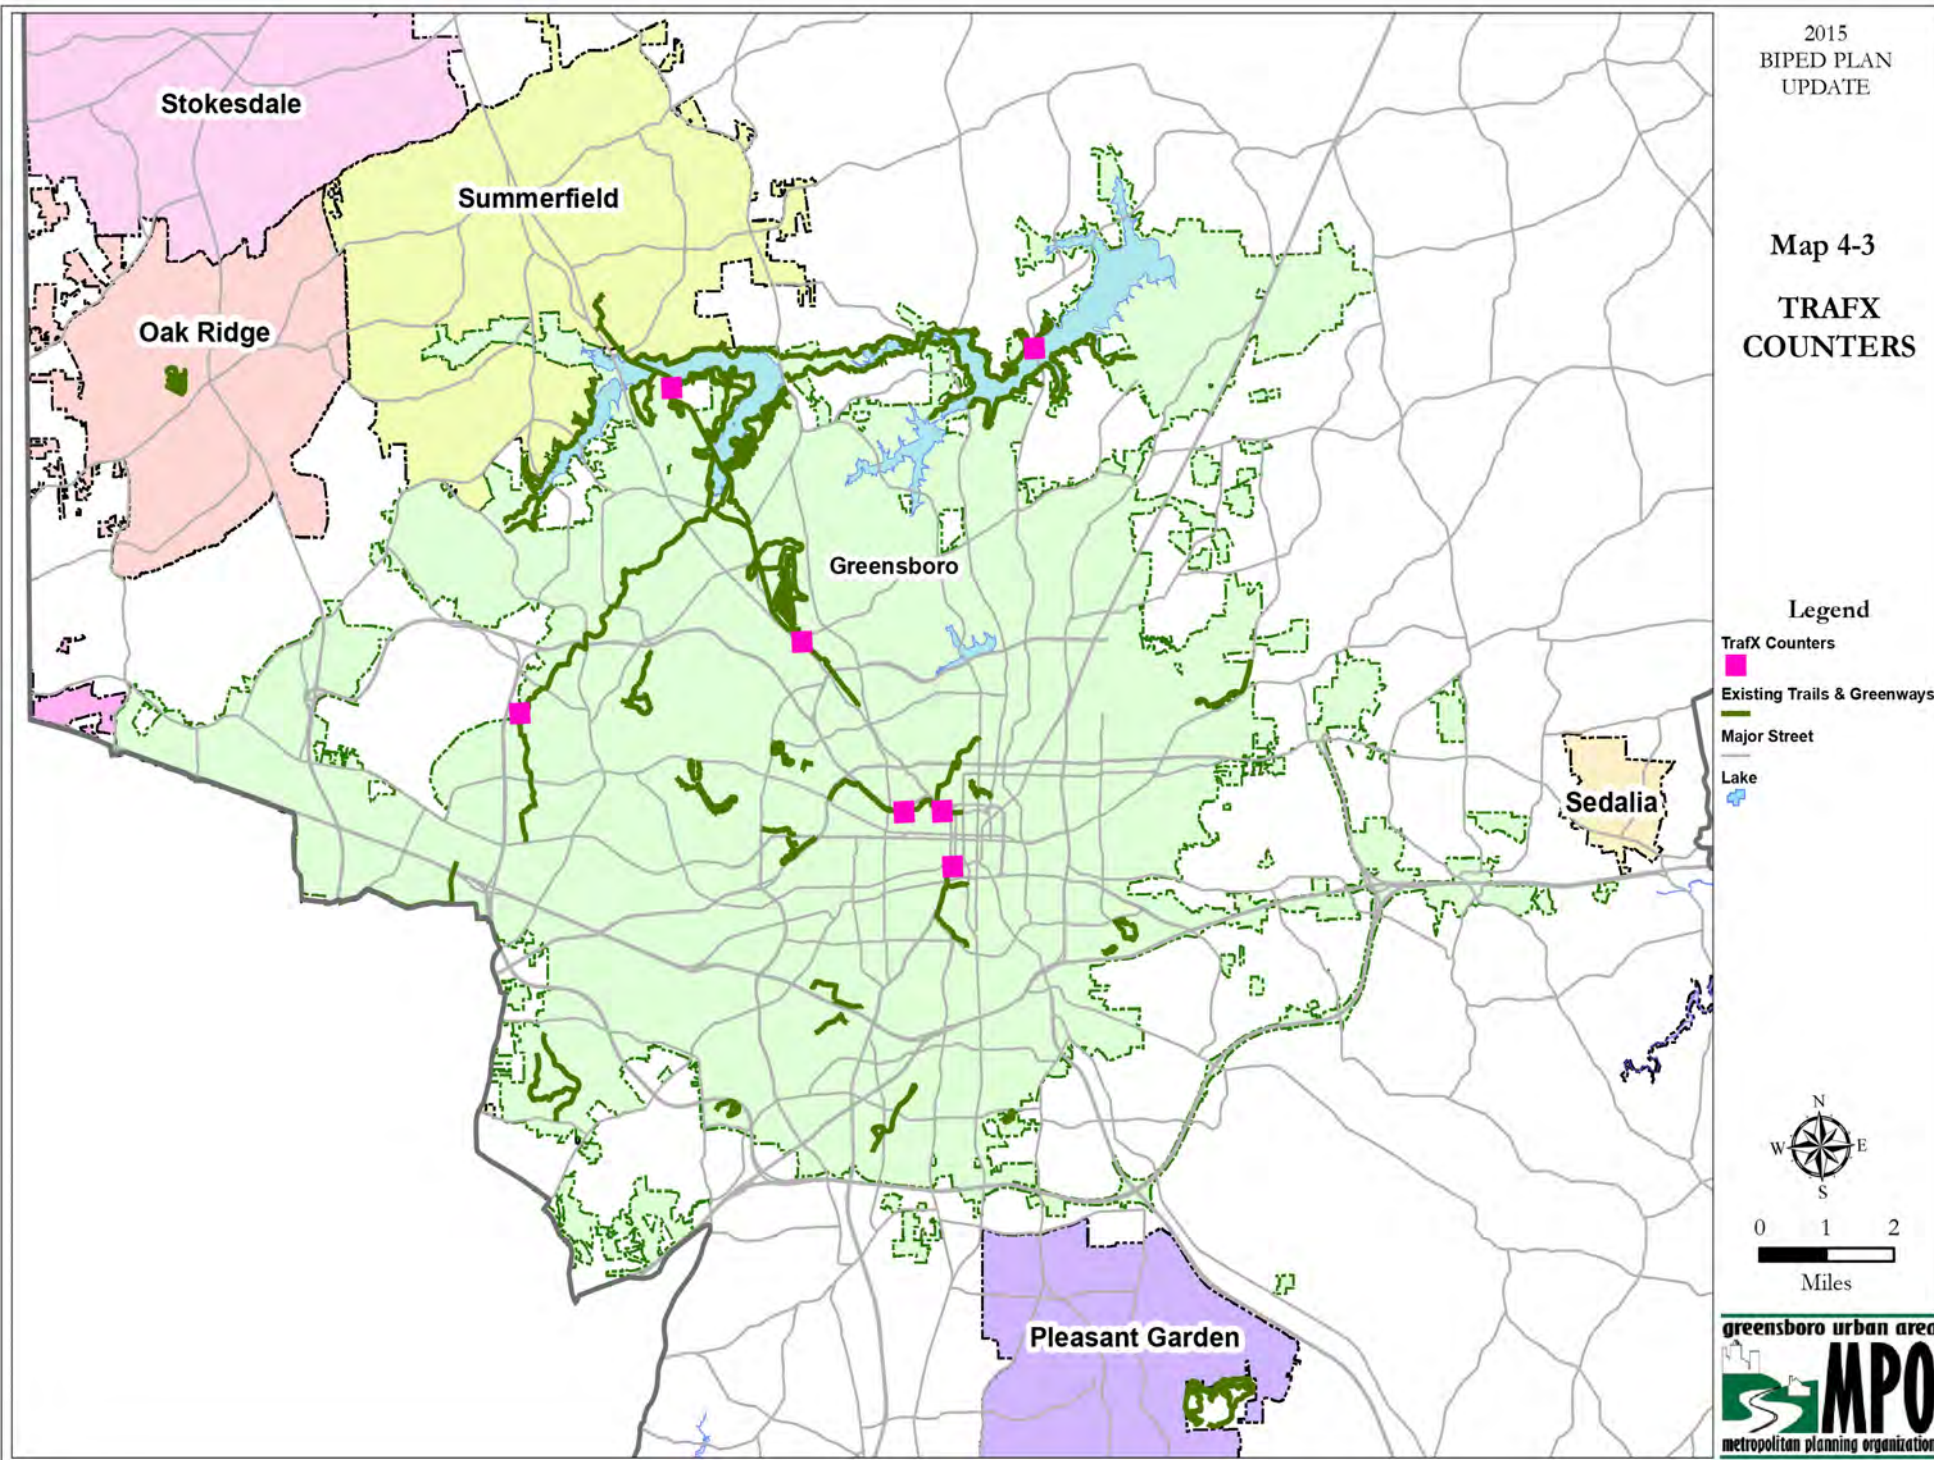 Stokesdale
Summerfield
Oak Ridge
Greensboro
Sedalia
Pleasant Garden
2015
BIPED PLAN
UPDATE
Map 4-3
TRAFX
COUNTERS
Legend
TrafX Counters
Existing Trails & Greenways
Major Street
Lake
N
W E
S
0 1 2
Miles
greensboro urban area
MPO
metropolitan planning organization